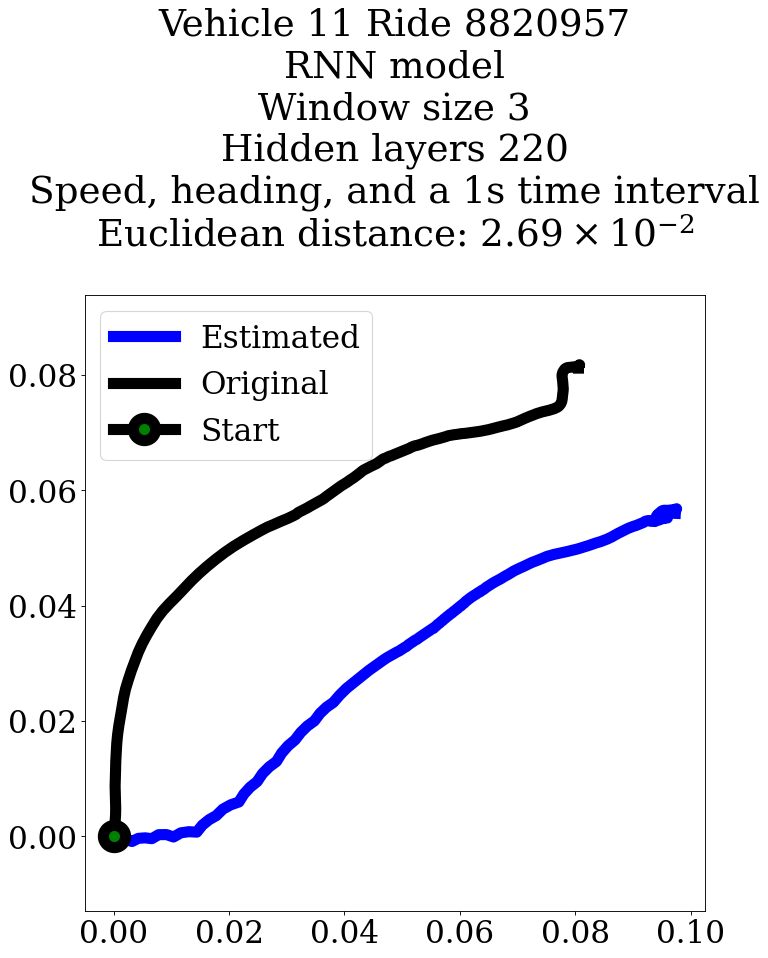 Vehicle 11 Ride 8820957
RNN model
Window size 3
Hidden layers 220
Speed, heading, and a 1s time interval
Euclidean distance: 2.69 × 10⁻²
Estimated
Original
Start
0.08
0.06
0.04
0.02
0.00
0.00 0.02 0.04 0.06 0.08 0.10